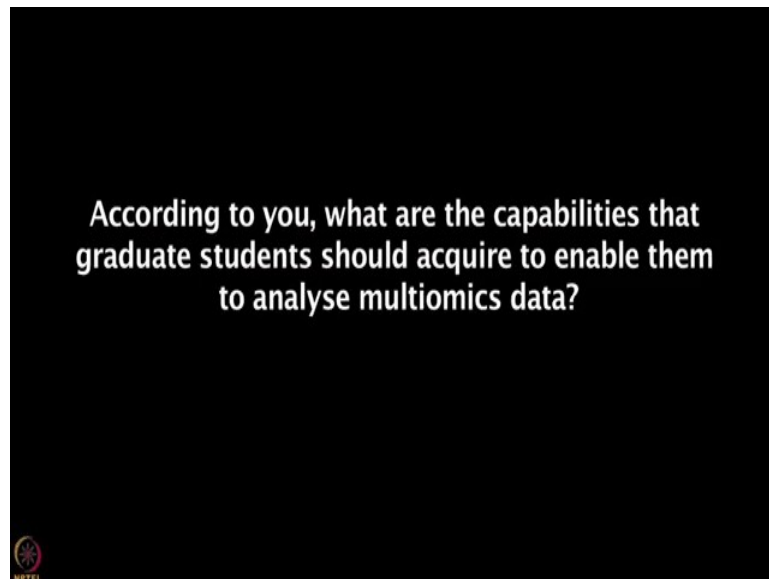 According to you, what are the capabilities that
graduate students should acquire to enable them
to analyse multiomics data?
NPTEL